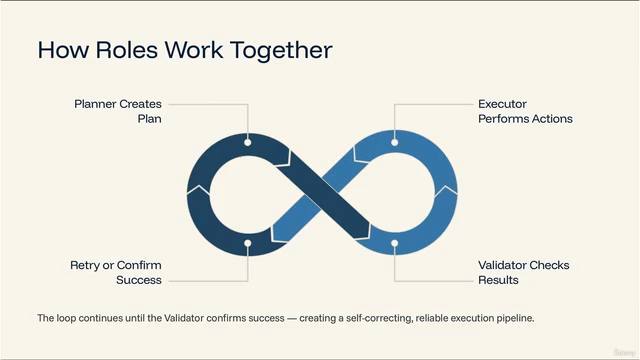 How Roles Work Together
Planner Creates
Plan
Executor
Performs Actions
Retry or Confirm
Success
Validator Checks
Results
The loop continues until the Validator confirms success — creating a self-correcting, reliable execution pipeline.